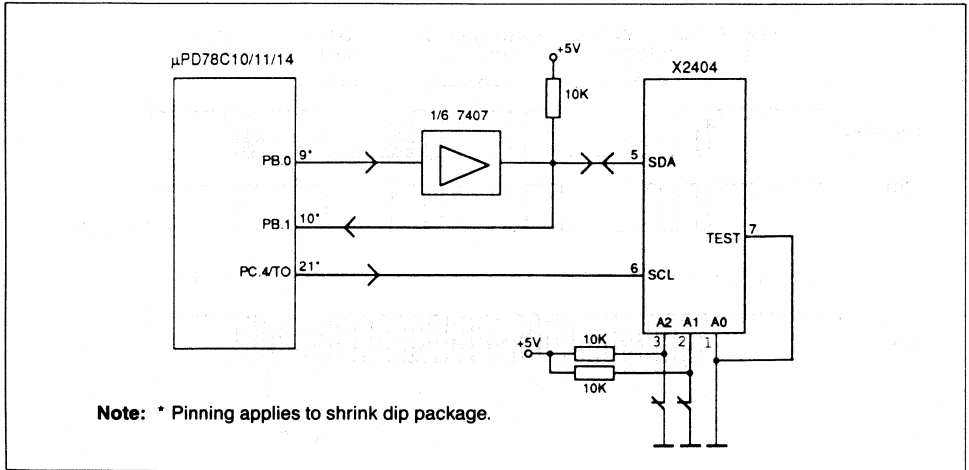 μPD78C10/11/14
+5V
X2404
10K
1/6 7407
PB.0
9*
5
SDA
PB.1
10*
7
TEST
PC.4/TO
21*
6
SCL
A2
A1
A0
3
2
1
+5V
10K
10K
Note: * Pinning applies to shrink dip package.